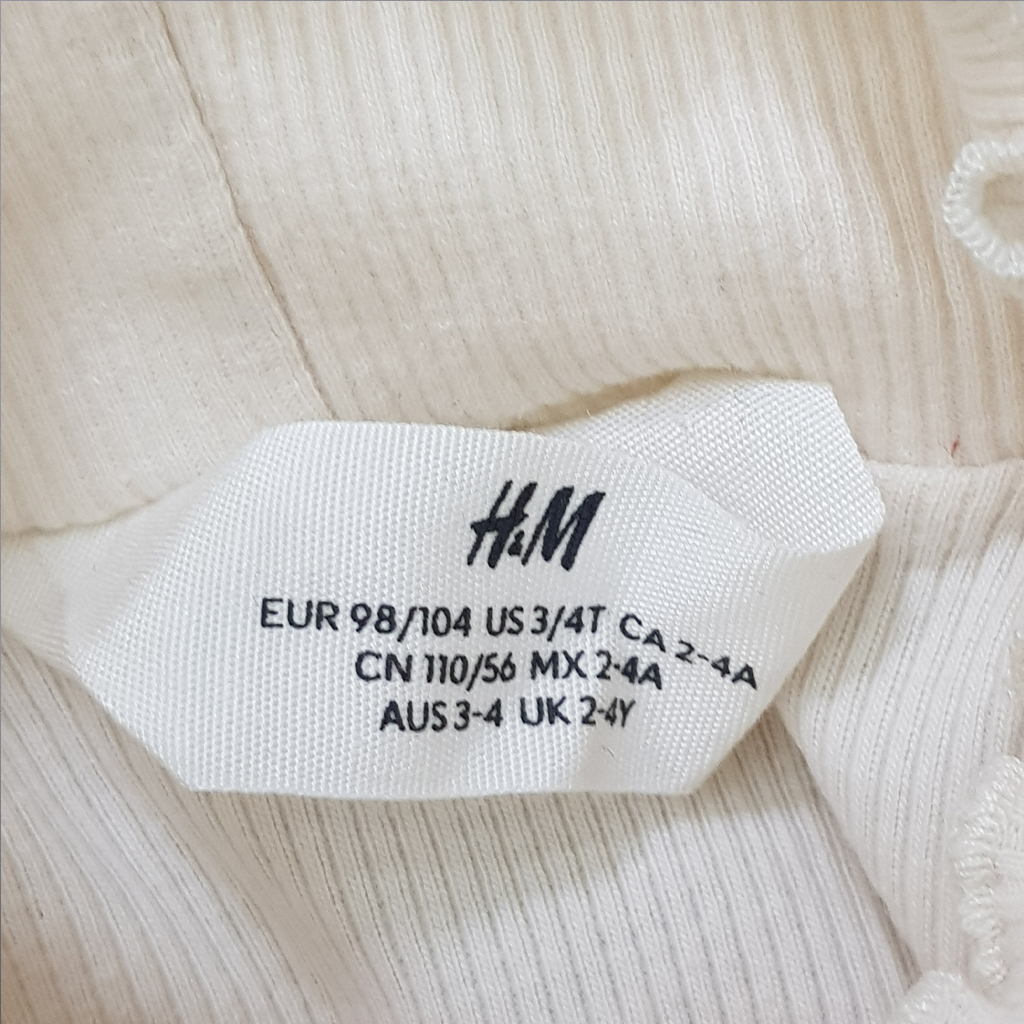 H&M
EUR 98/104 US 3/4T CA 2-4A
CN 110/56 MX 2-4A
AUS 3-4 UK 2-4Y